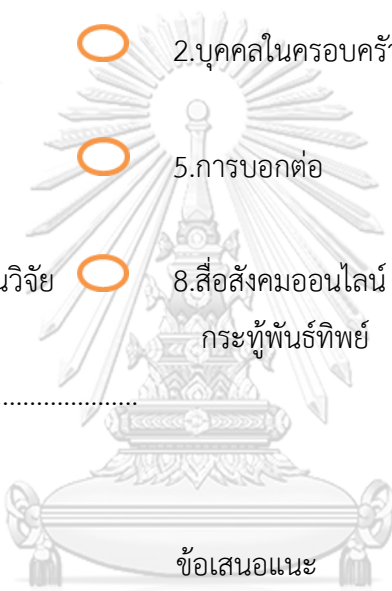 2.บุคคลในครอบครัว
5.การบอกต่อ
นวิจัย 8.สื่อสังคมออนไลน์
กระทู้พันธ์ทิพย์
....................
ข้อเสนอแนะ